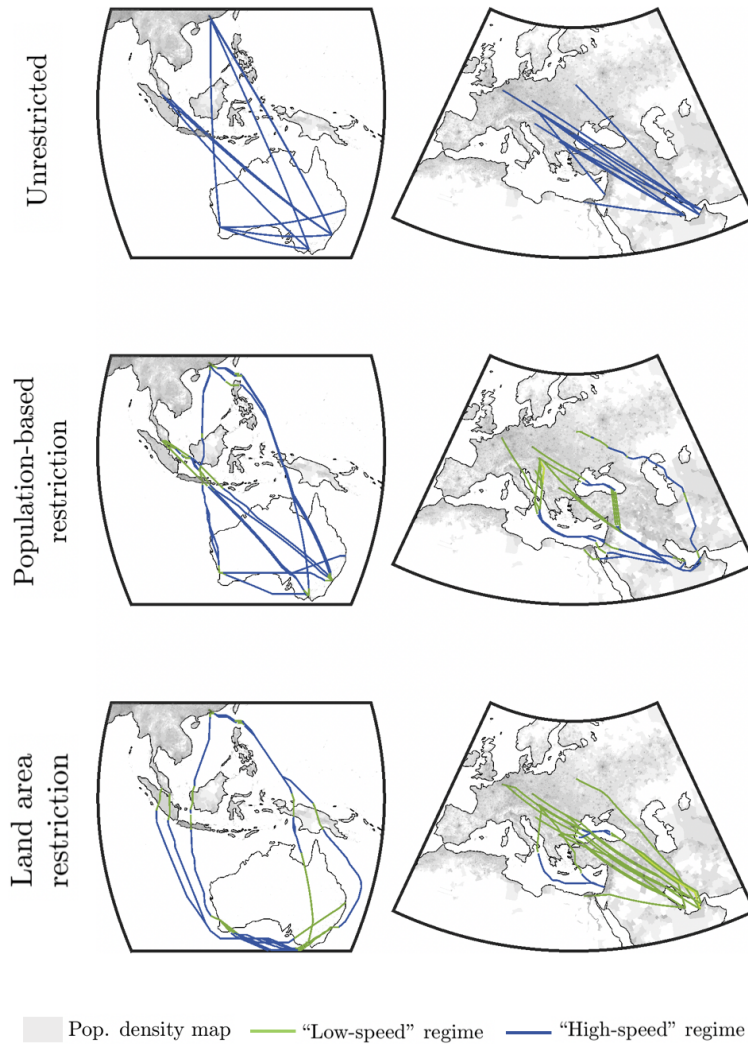 Unrestricted
Population-based
restriction
Land area
restriction
Pop. density map
“Low-speed” regime
“High-speed” regime